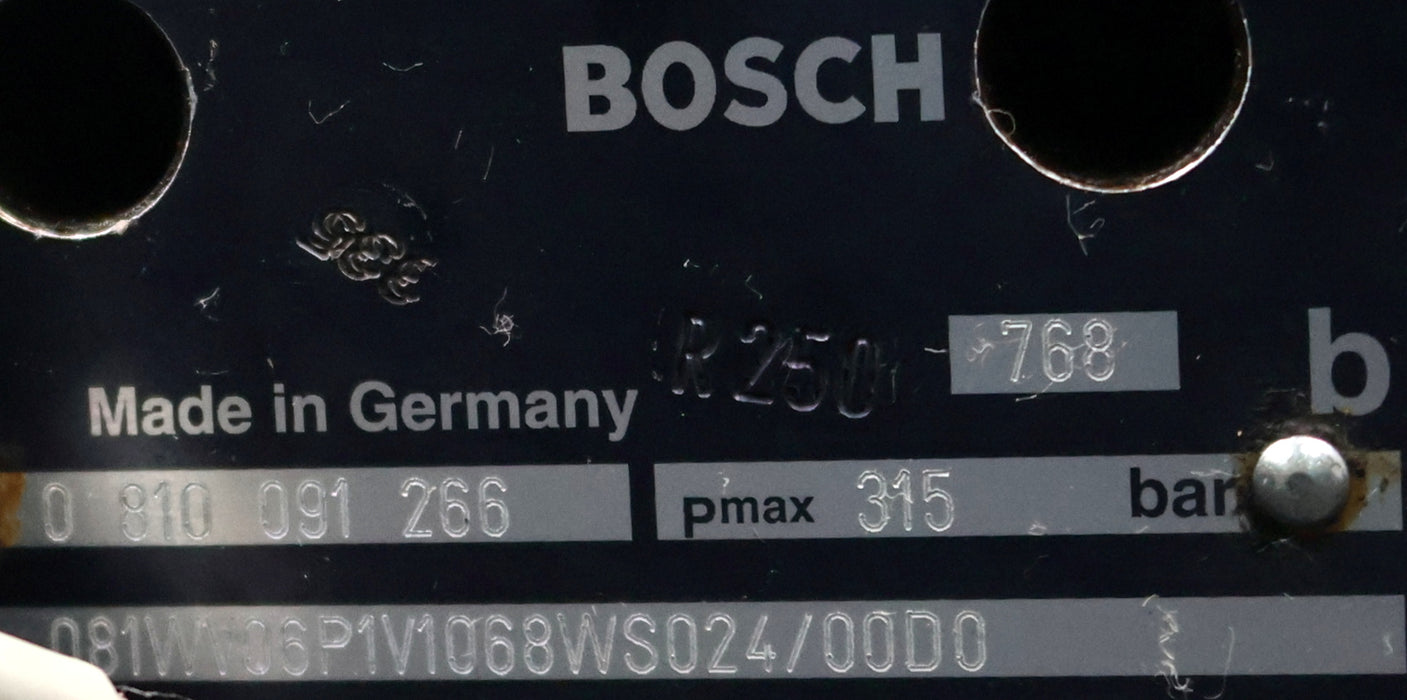 BOSCH
R 250
768
b
Made in Germany
0 810 091 266
pmax 315 bar
081WV06P1V1068WS024/00D0